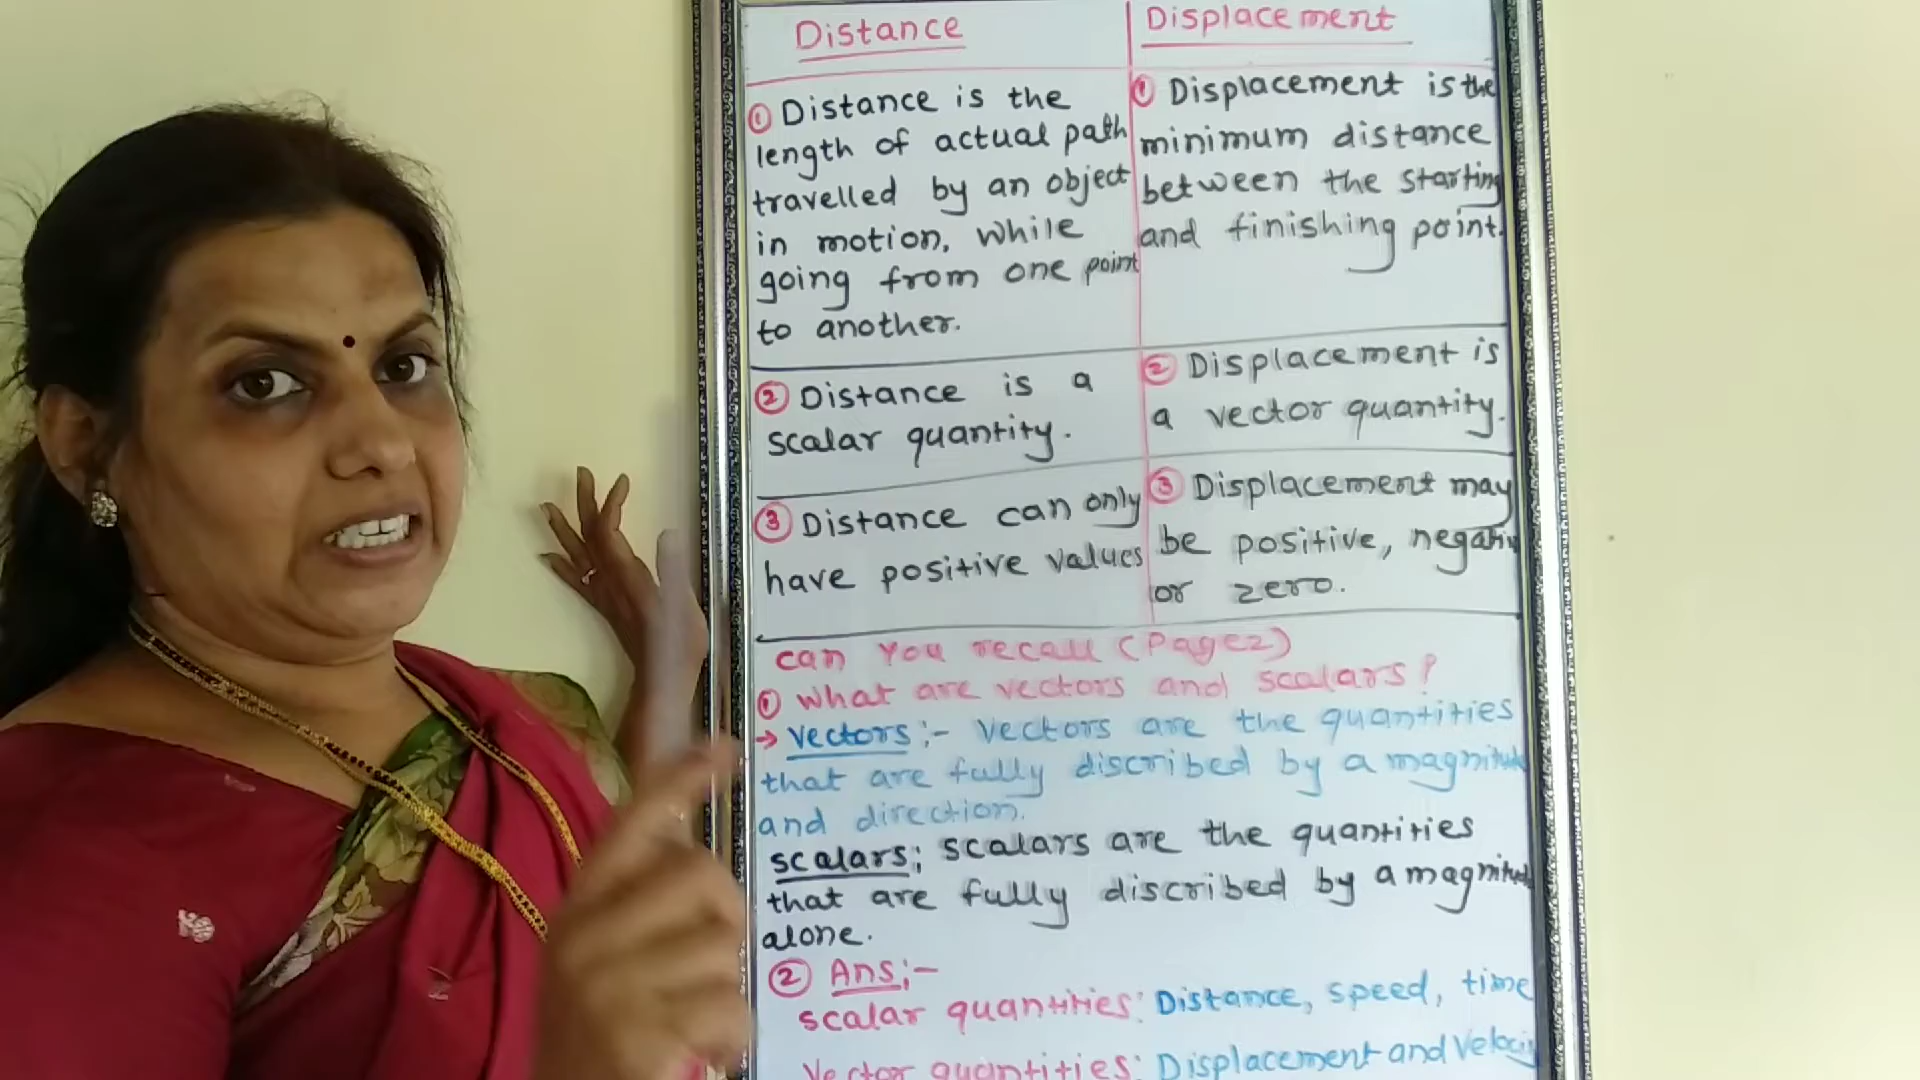 Distance
① Distance is the
length of actual path
travelled by an object
in motion, while
going from one point
to another.
② Distance is a
scalar quantity.
③ Distance can only
have positive values
Displacement
① Displacement is the
minimum distance
between the starting
and finishing point.
② Displacement is
a vector quantity.
③ Displacement may
be positive, negativ
or zero.
can you recall (Page2)
① What are vectors and scalars?
→ Vectors:- Vectors are the quantities
that are fully discribed by a magnitude
and direction.
scalars; scalars are the quantities
that are fully discribed by a magnitud
alone.
② Ans:-
scalar quantities: Distance, speed, time
Vector quantities: Displacement and Velocity